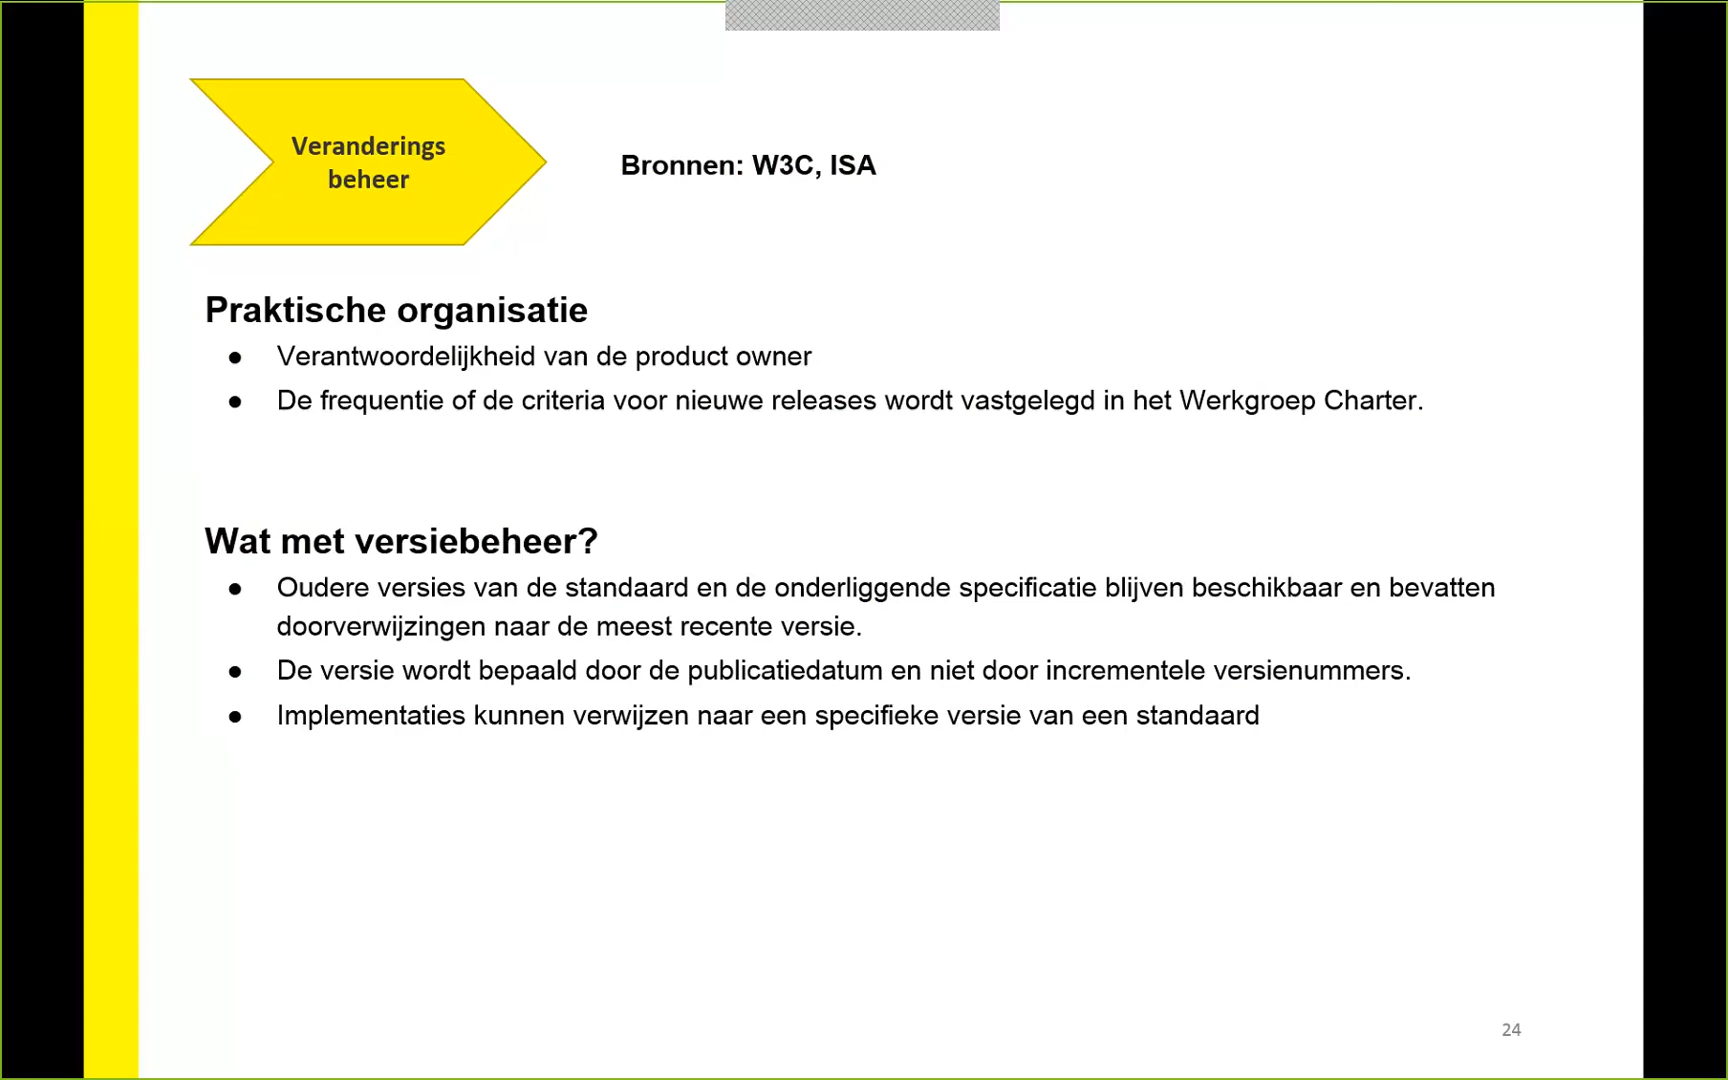 Veranderings
beheer
Bronnen: W3C, ISA
Praktische organisatie
● Verantwoordelijkheid van de product owner
● De frequentie of de criteria voor nieuwe releases wordt vastgelegd in het Werkgroep Charter.
Wat met versiebeheer?
● Oudere versies van de standaard en de onderliggende specificatie blijven beschikbaar en bevatten
doorverwijzingen naar de meest recente versie.
● De versie wordt bepaald door de publicatiedatum en niet door incrementele versienummers.
● Implementaties kunnen verwijzen naar een specifieke versie van een standaard
24